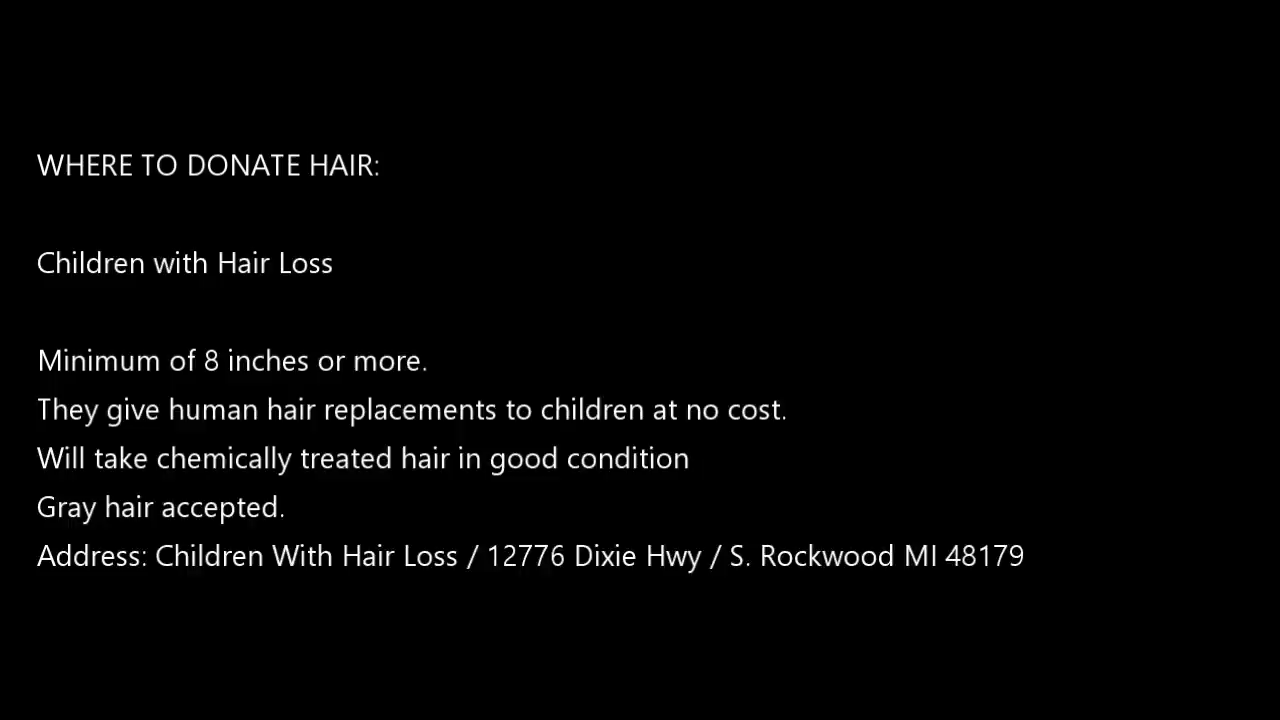 WHERE TO DONATE HAIR:
Children with Hair Loss
Minimum of 8 inches or more.
They give human hair replacements to children at no cost.
Will take chemically treated hair in good condition
Gray hair accepted.
Address: Children With Hair Loss / 12776 Dixie Hwy / S. Rockwood MI 48179